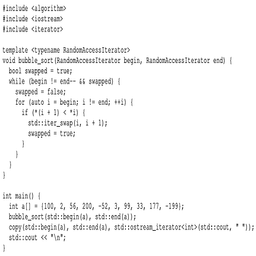 #include <algorithm>
#include <iostream>
#include <iterator>

template <typename RandomAccessIterator>
void bubble_sort(RandomAccessIterator begin, RandomAccessIterator end) {
  bool swapped = true;
  while (begin != end-- && swapped) {
    swapped = false;
    for (auto i = begin; i != end; ++i) {
      if (*(i + 1) < *i) {
        std::iter_swap(i, i + 1);
        swapped = true;
      }
    }
  }
}

int main() {
  int a[] = {100, 2, 56, 200, -52, 3, 99, 33, 177, -199};
  bubble_sort(std::begin(a), std::end(a));
  copy(std::begin(a), std::end(a), std::ostream_iterator<int>(std::cout, " "));
  std::cout << "\n";
}